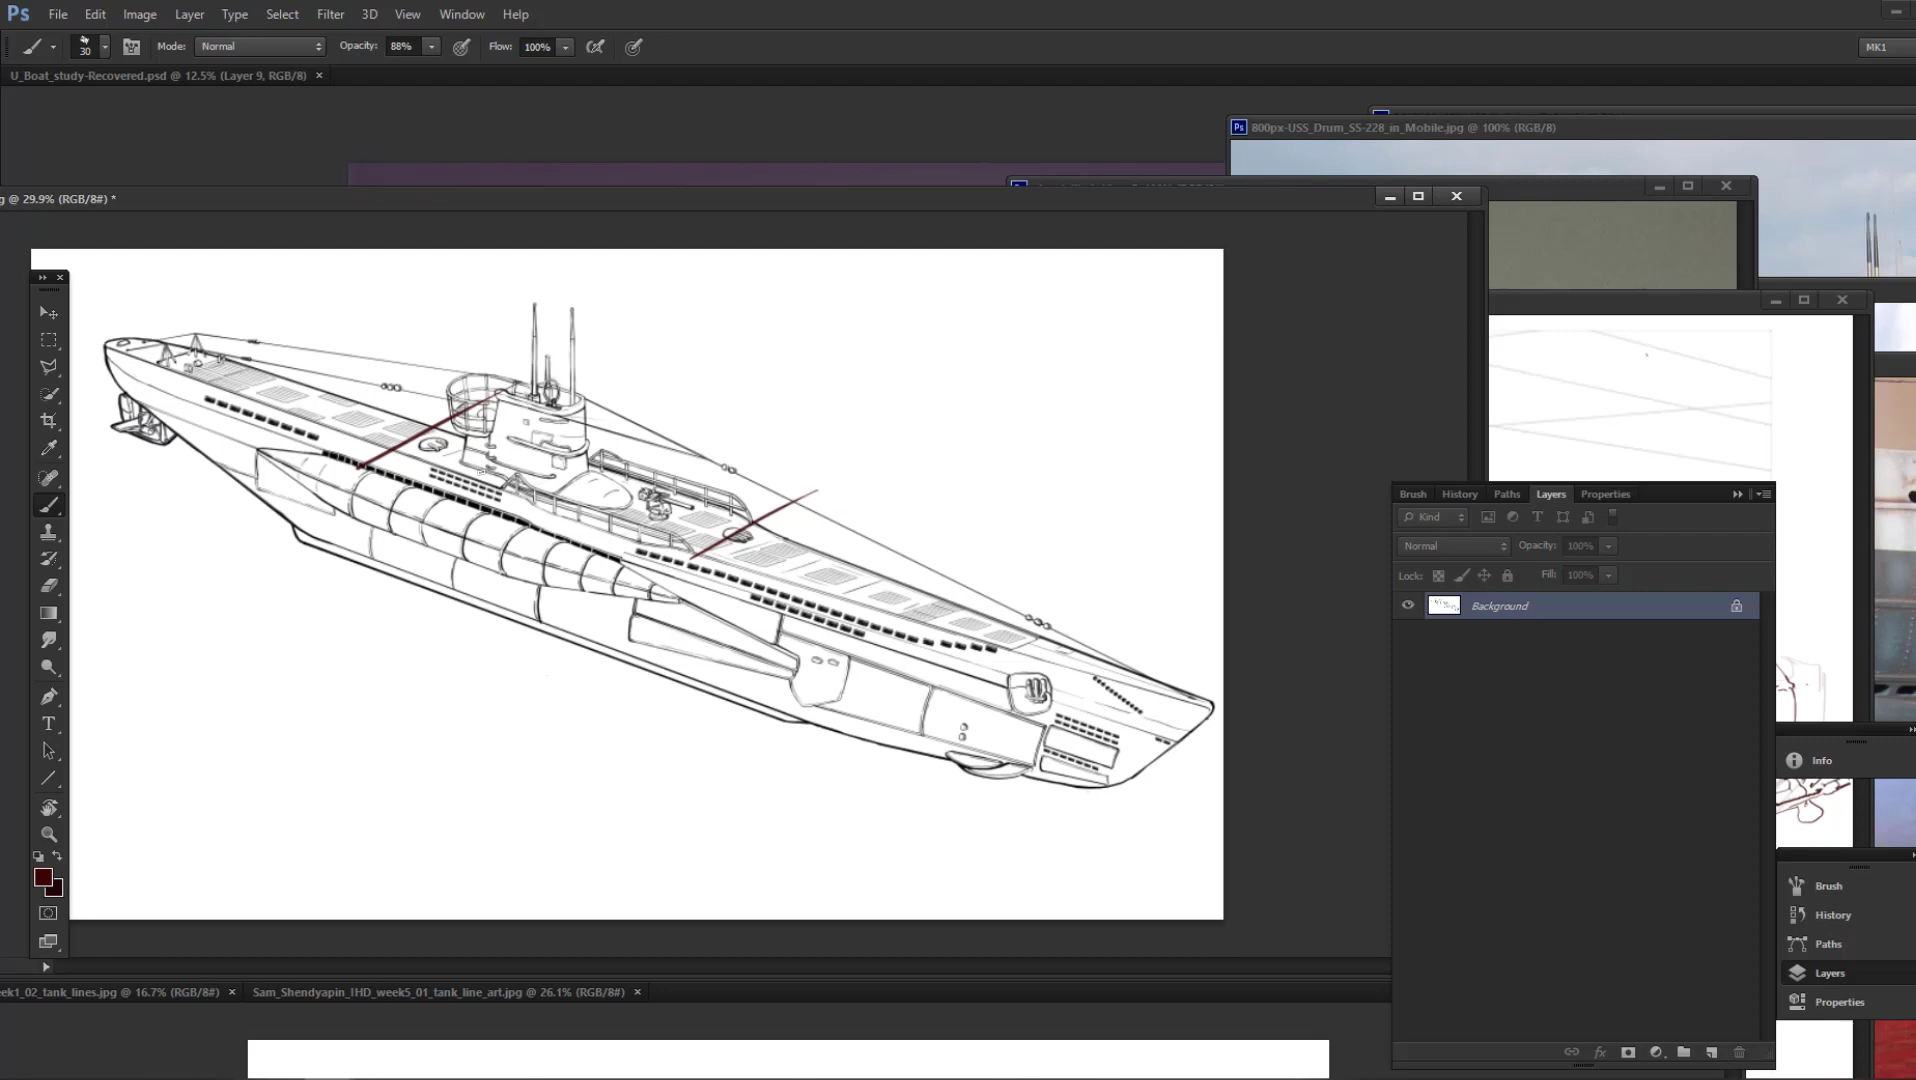 Ps File Edit Image Layer Type Select Filter 3D View Window Help
30 Mode: Normal Opacity: 88% Flow: 100% MK1
U_Boat_study-Recovered.psd @ 12.5% (Layer 9, RGB/8)
Ps 800px-USS_Drum_SS-228_in_Mobile.jpg @ 100% (RGB/8)
g @ 29.9% (RGB/8#) *
Brush History Paths Layers Properties
Kind
Normal Opacity: 100%
Lock: Fill: 100%
Background
Info
Brush
History
Paths
Layers
Properties
eek1_02_tank_lines.jpg @ 16.7% (RGB/8#) Sam_Shendyapin_IHD_week5_01_tank_line_art.jpg @ 26.1% (RGB/8#)